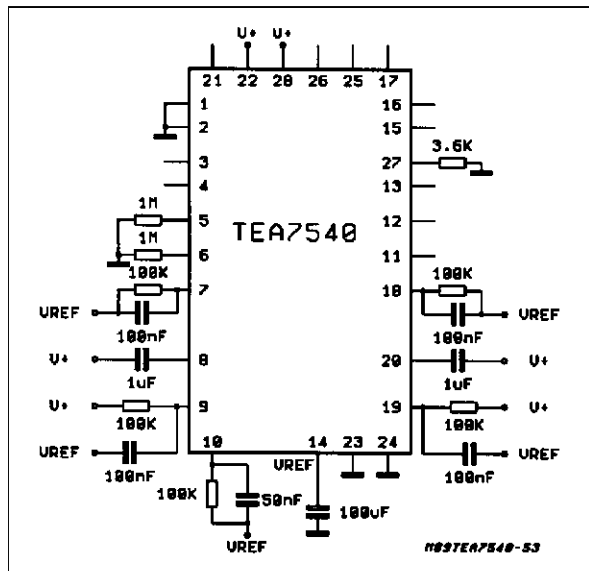 U+ U+
21 22 28 26 25 17
1 16
2 15
3.6K
3 27
4 13
1M
5 TEA7540 12
1M
6 11
100K 100K
7 18
VREF VREF
100nF 100nF
U+ 8 20 U+
1uF 1uF
U+ 9 19 U+
100K 100K
10 14 23 24
VREF VREF VREF
100nF 100nF
100K 50nF 100uF
VREF
M89TEA7540-53